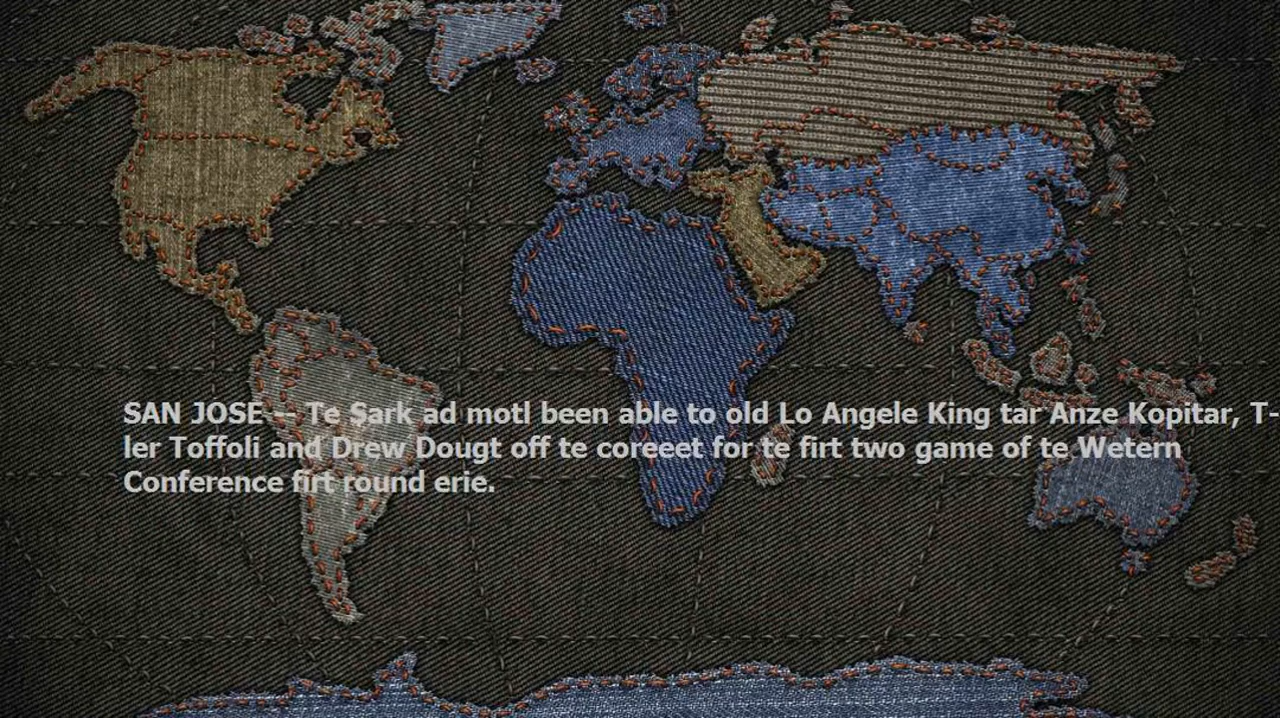 SAN JOSE -- Te Sark ad motl been able to old Lo Angele King tar Anze Kopitar, T-
ler Toffoli and Drew Dougt off te coreeet for te firt two game of te Wetern
Conference firt round erie.